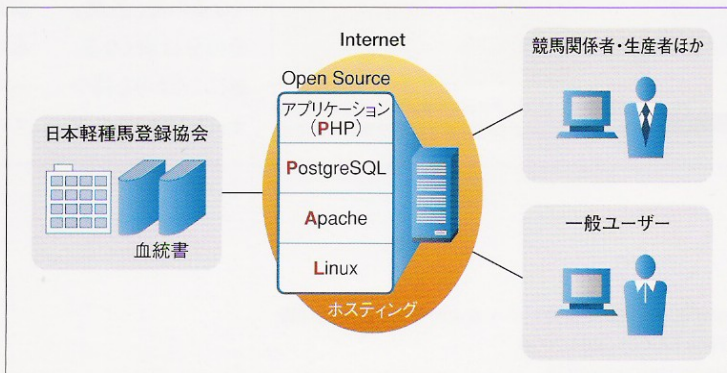 日本軽種馬登録協会
血統書
Internet
Open Source
アプリケーション
(PHP)
PostgreSQL
Apache
Linux
ホスティング
競馬関係者・生産者ほか
一般ユーザー